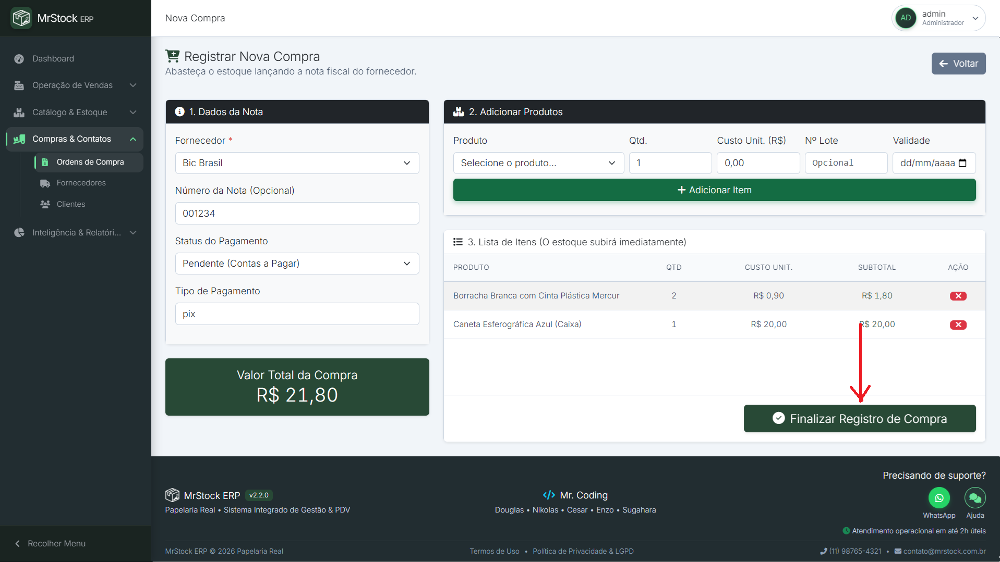 MrStock ERP
Nova Compra
AD
admin
Administrador
Dashboard
Operação de Vendas
Catálogo & Estoque
Compras & Contatos
Ordens de Compra
Fornecedores
Clientes
Inteligência & Relatóri...
Recolher Menu
Registrar Nova Compra
Abasteça o estoque lançando a nota fiscal do fornecedor.
Voltar
1. Dados da Nota
Fornecedor *
Bic Brasil
Número da Nota (Opcional)
001234
Status do Pagamento
Pendente (Contas a Pagar)
Tipo de Pagamento
pix
Valor Total da Compra
R$ 21,80
2. Adicionar Produtos
Produto Qtd. Custo Unit. (R$) Nº Lote Validade
Selecione o produto... 1 0,00 Opcional dd/mm/aaaa
+ Adicionar Item
3. Lista de Itens (O estoque subirá imediatamente)
PRODUTO QTD CUSTO UNIT. SUBTOTAL AÇÃO
Borracha Branca com Cinta Plástica Mercur 2 R$ 0,90 R$ 1,80
Caneta Esferográfica Azul (Caixa) 1 R$ 20,00 R$ 20,00
Finalizar Registro de Compra
MrStock ERP v2.2.0
Papelaria Real • Sistema Integrado de Gestão & PDV
</> Mr. Coding
Douglas • Nikolas • Cesar • Enzo • Sugahara
Precisando de suporte?
WhatsApp Ajuda
Atendimento operacional em até 2h úteis
MrStock ERP © 2026 Papelaria Real
Termos de Uso • Política de Privacidade & LGPD
(11) 98765-4321 • contato@mrstock.com.br